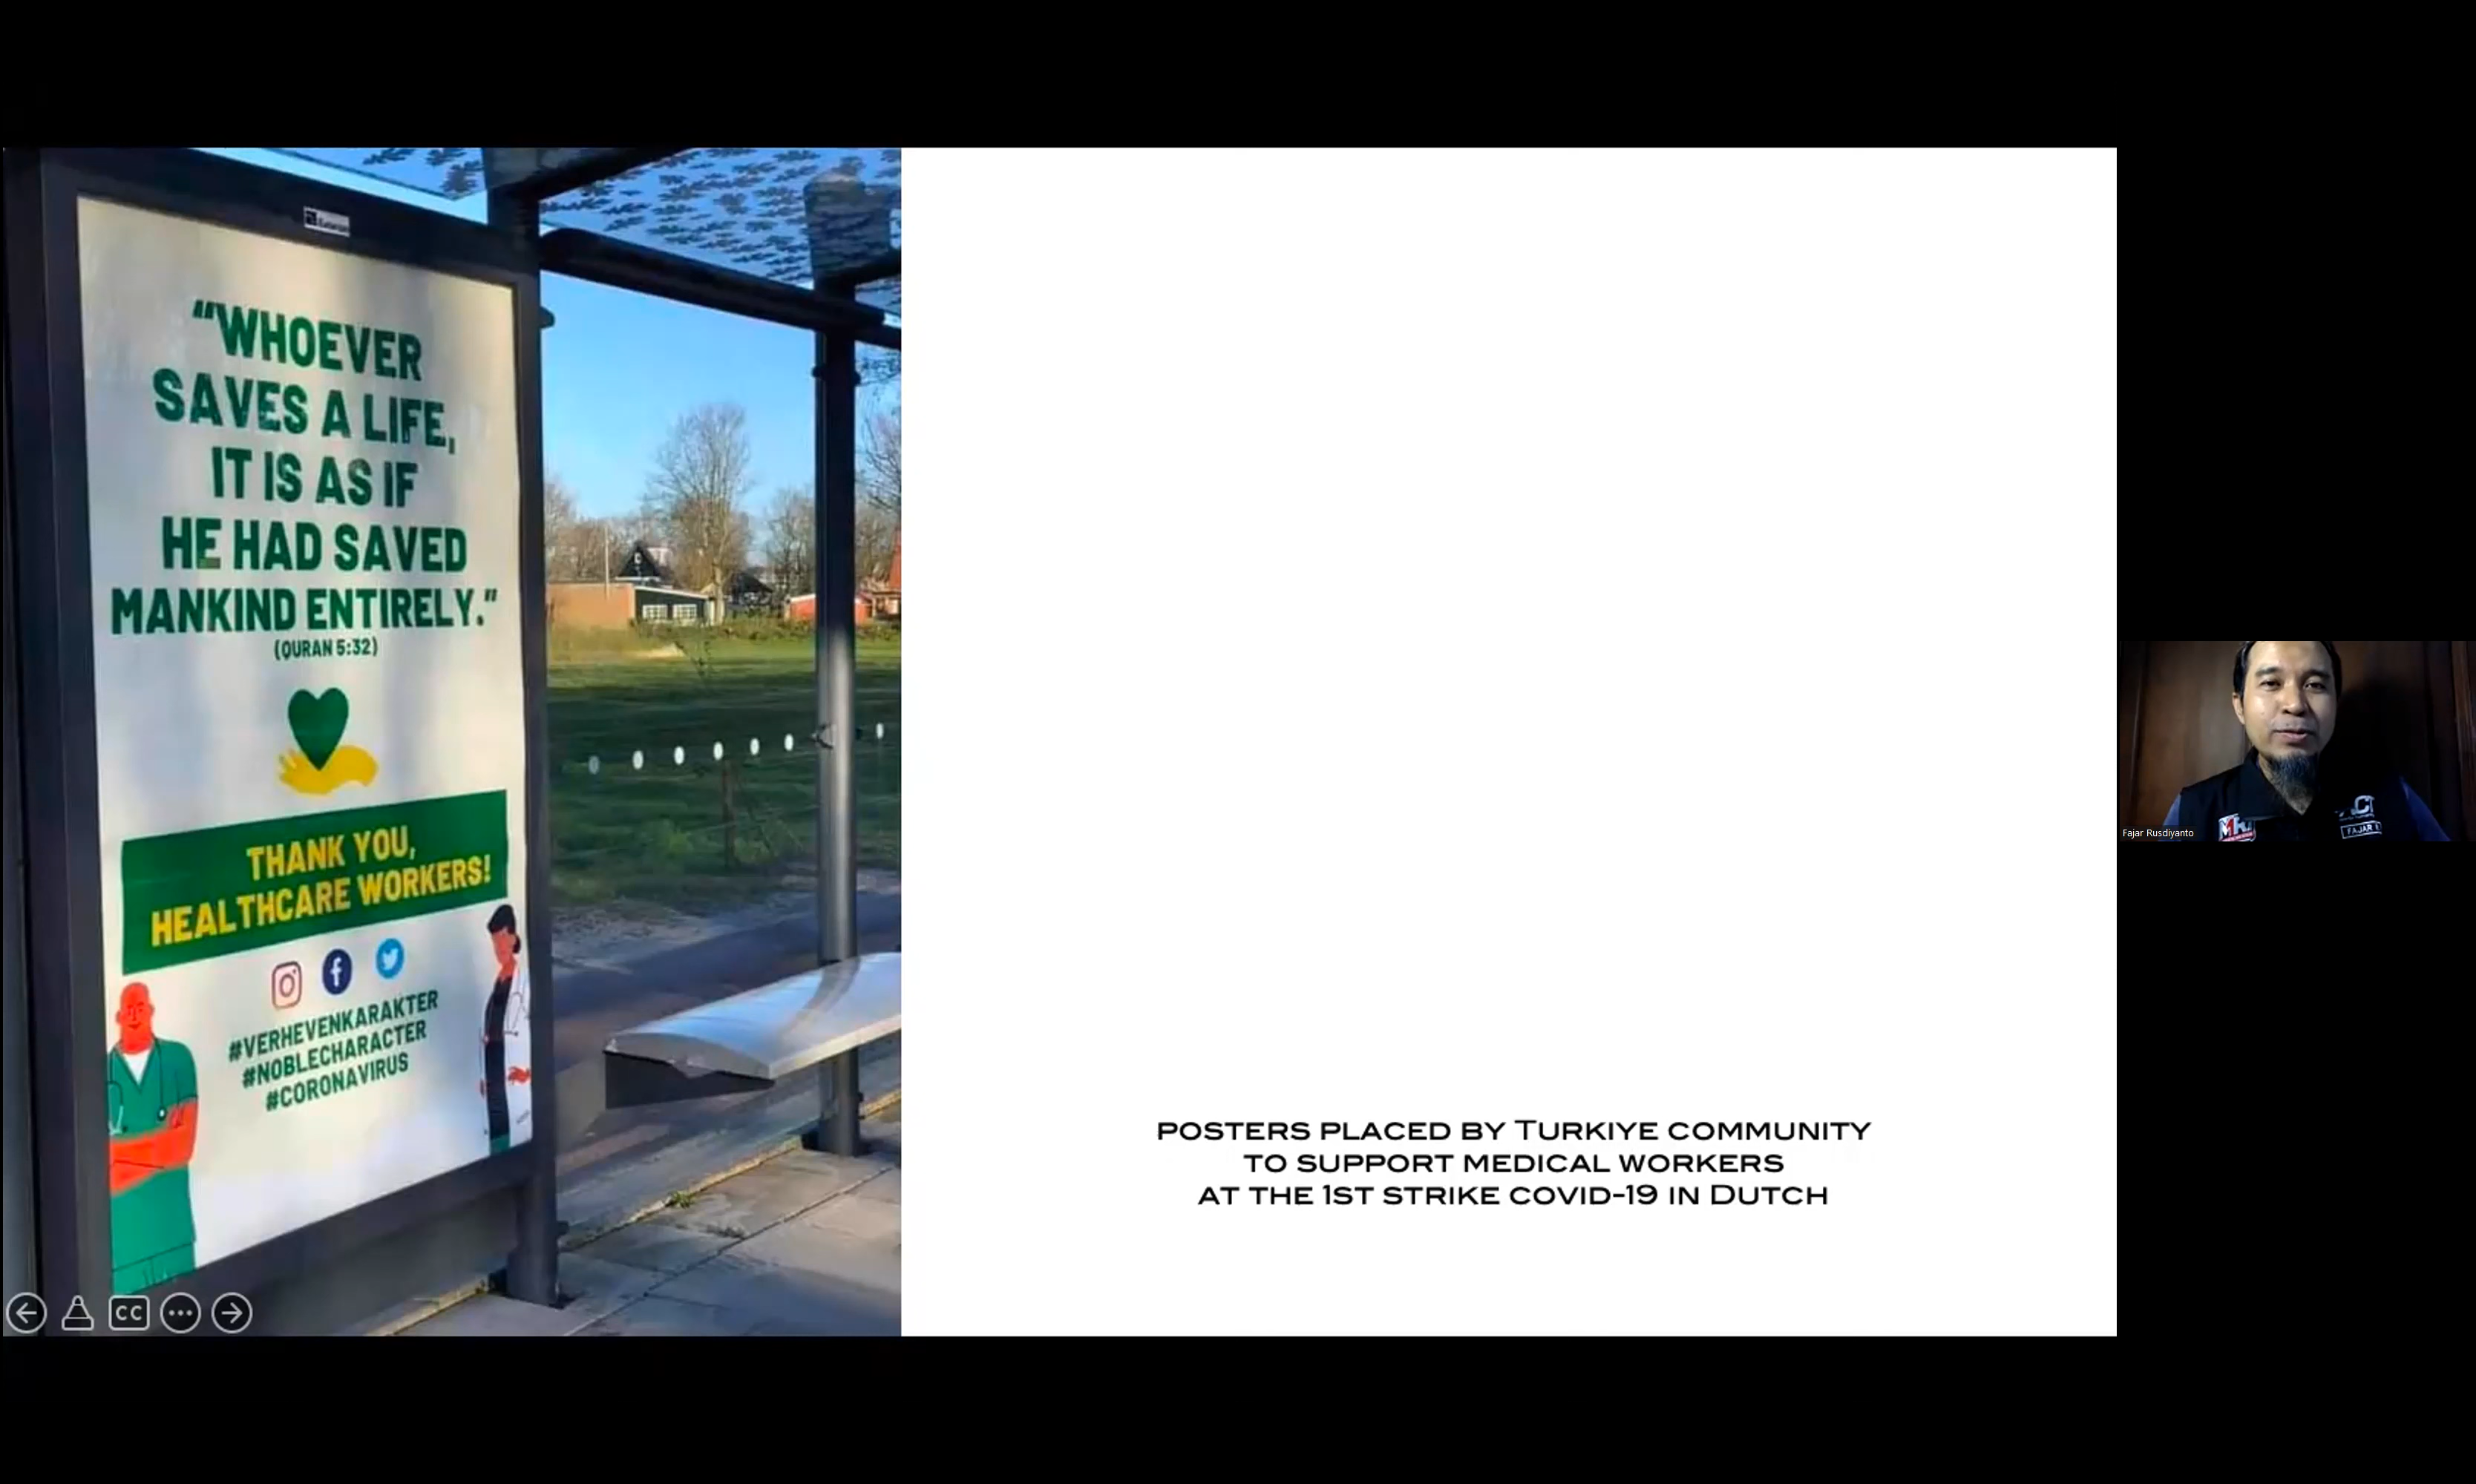 "WHOEVER
SAVES A LIFE,
IT IS AS IF
HE HAD SAVED
MANKIND ENTIRELY."
(QURAN 5:32)
THANK YOU,
HEALTHCARE WORKERS!
#VERHEVENKARAKTER
#NOBLECHARACTER
#CORONAVIRUS
CC
POSTERS PLACED BY TURKIYE COMMUNITY
TO SUPPORT MEDICAL WORKERS
AT THE 1ST STRIKE COVID-19 IN DUTCH
Fajar Rusdiyanto
FAJAR